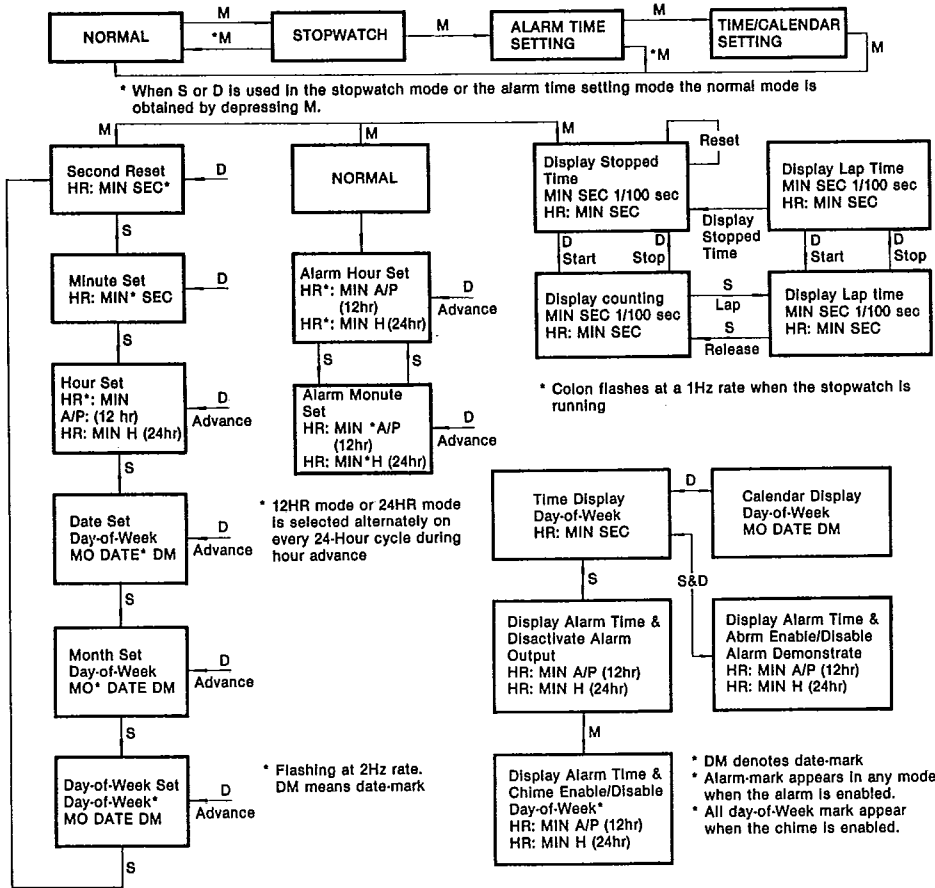 M
NORMAL
*M
STOPWATCH
M
ALARM TIME
SETTING
M
*M
TIME/CALENDAR
SETTING
M
* When S or D is used in the stopwatch mode or the alarm time setting mode the normal mode is
obtained by depressing M.
M
M
M
Second Reset
HR: MIN SEC*
D
S
Minute Set
HR: MIN* SEC
D
S
Hour Set
HR*: MIN
A/P: (12 hr)
HR: MIN H (24hr)
D
Advance
S
Date Set
Day-of-Week
MO DATE* DM
D
Advance
S
Month Set
Day-of-Week
MO* DATE DM
D
Advance
S
Day-of-Week Set
Day-of-Week*
MO DATE DM
D
Advance
S
NORMAL
Alarm Hour Set
HR*: MIN A/P
(12hr)
HR*: MIN H (24hr)
D
Advance
S
S
Alarm Monute
Set
HR: MIN *A/P
(12hr)
HR: MIN*H (24hr)
D
Advance
* 12HR mode or 24HR mode
is selected alternately on
every 24-Hour cycle during
hour advance
* Flashing at 2Hz rate.
DM means date-mark
Reset
Display Stopped
Time
MIN SEC 1/100 sec
HR: MIN SEC
Display Lap Time
MIN SEC 1/100 sec
HR: MIN SEC
Display
Stopped
Time
D
Start
D
Stop
D
Start
D
Stop
Display counting
MIN SEC 1/100 sec
HR: MIN SEC
S
Lap
S
Release
Display Lap time
MIN SEC 1/100 sec
HR: MIN SEC
* Colon flashes at a 1Hz rate when the stopwatch is
running
Time Display
Day-of-Week
HR: MIN SEC
D
Calendar Display
Day-of-Week
MO DATE DM
S
S&D
Display Alarm Time &
Disactivate Alarm
Output
HR: MIN A/P (12hr)
HR: MIN H (24hr)
Display Alarm Time &
Abrm Enable/Disable
Alarm Demonstrate
HR: MIN A/P (12hr)
HR: MIN H (24hr)
M
Display Alarm Time &
Chime Enable/Disable
Day-of-Week*
HR: MIN A/P (12hr)
HR: MIN H (24hr)
* DM denotes date-mark
* Alarm-mark appears in any mode
when the alarm is enabled.
* All day-of-Week mark appear
when the chime is enabled.